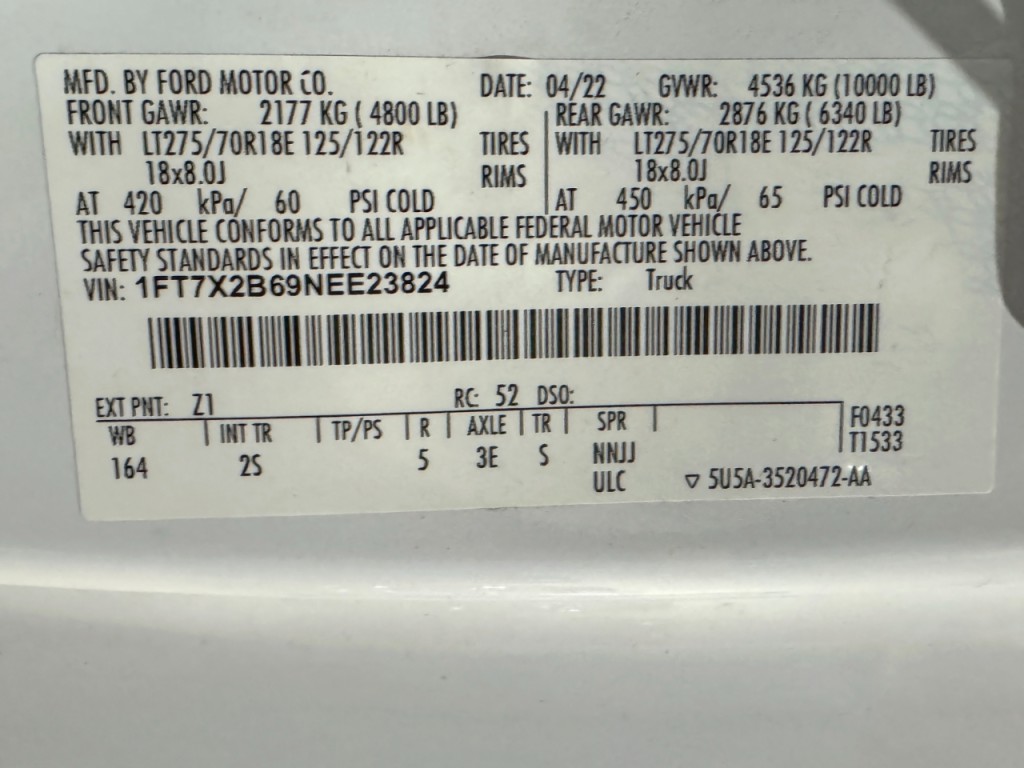 MFD. BY FORD MOTOR CO. DATE: 04/22 GVWR: 4536 KG (10000 LB)
FRONT GAWR: 2177 KG ( 4800 LB) REAR GAWR: 2876 KG ( 6340 LB)
WITH LT275/70R18E 125/122R TIRES WITH LT275/70R18E 125/122R TIRES
18x8.0J RIMS 18x8.0J RIMS
AT 420 kPa/ 60 PSI COLD AT 450 kPa/ 65 PSI COLD
THIS VEHICLE CONFORMS TO ALL APPLICABLE FEDERAL MOTOR VEHICLE
SAFETY STANDARDS IN EFFECT ON THE DATE OF MANUFACTURE SHOWN ABOVE.
VIN: 1FT7X2B69NEE23824 TYPE: Truck
EXT PNT: Z1 RC: 52 DSO:
WB INT TR TP/PS R AXLE TR SPR F0433
T1533
164 2S 5 3E S NNJJ
ULC ▽ 5U5A-3520472-AA